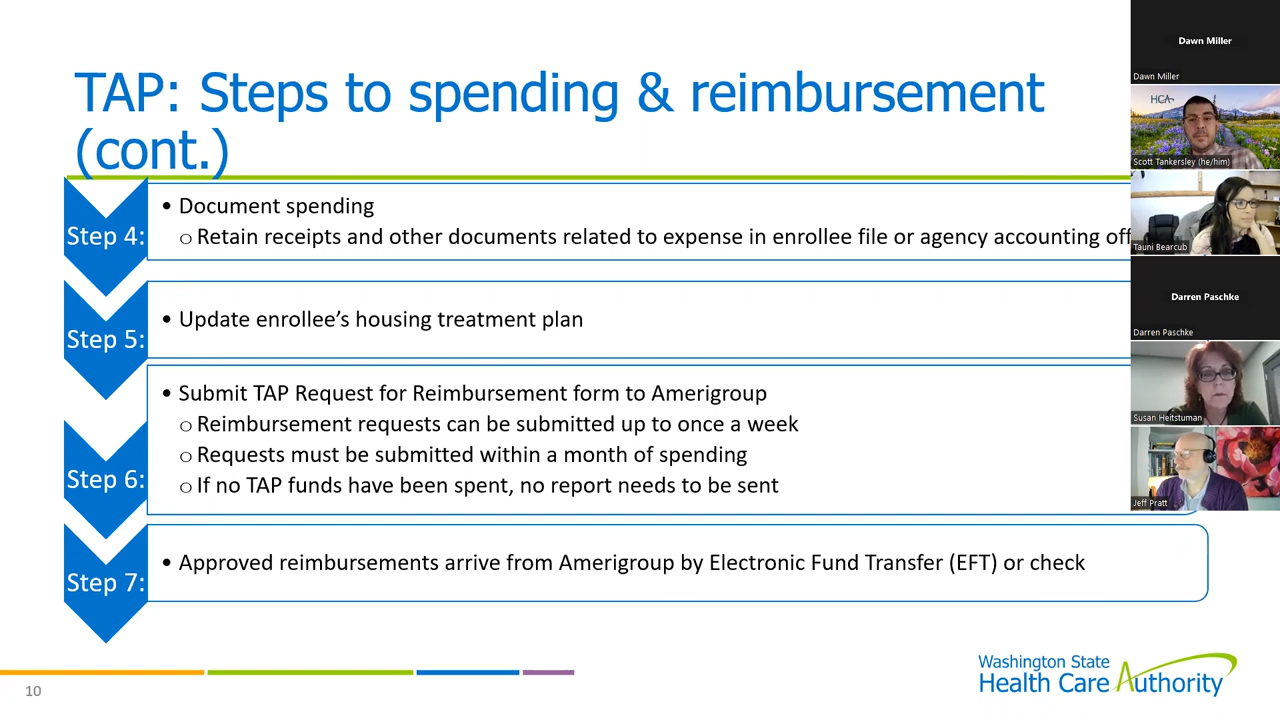 TAP: Steps to spending & reimbursement
(cont.)
Step 4:
• Document spending
○ Retain receipts and other documents related to expense in enrollee file or agency accounting off
Step 5:
• Update enrollee's housing treatment plan
Step 6:
• Submit TAP Request for Reimbursement form to Amerigroup
○ Reimbursement requests can be submitted up to once a week
○ Requests must be submitted within a month of spending
○ If no TAP funds have been spent, no report needs to be sent
Step 7:
• Approved reimbursements arrive from Amerigroup by Electronic Fund Transfer (EFT) or check
10
Washington State
Health Care Authority
Dawn Miller
Dawn Miller
HCA
Scott Tankersley (he/him)
Tauni Bearcub
Darren Paschke
Darren Paschke
Susan Heitstuman
Jeff Pratt